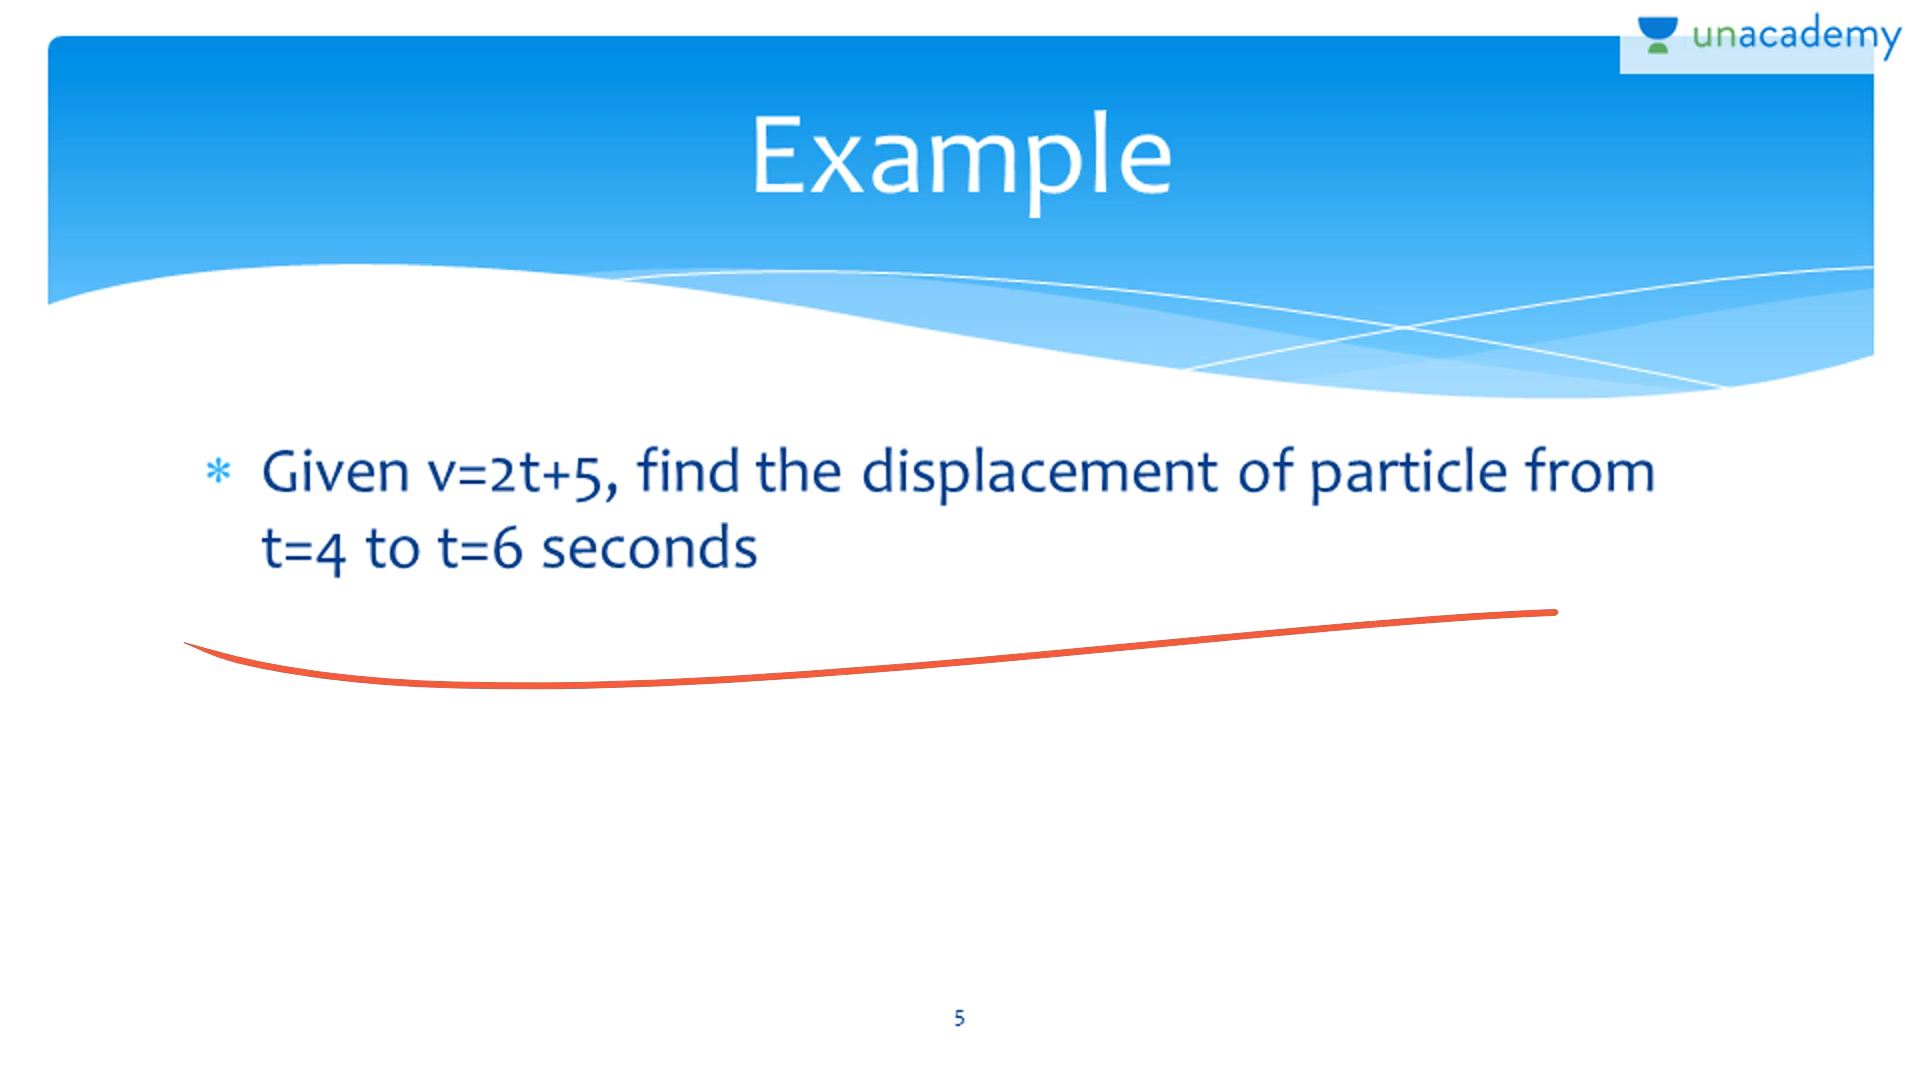 unacademy
Example
* Given v=2t+5, find the displacement of particle from
t=4 to t=6 seconds
5